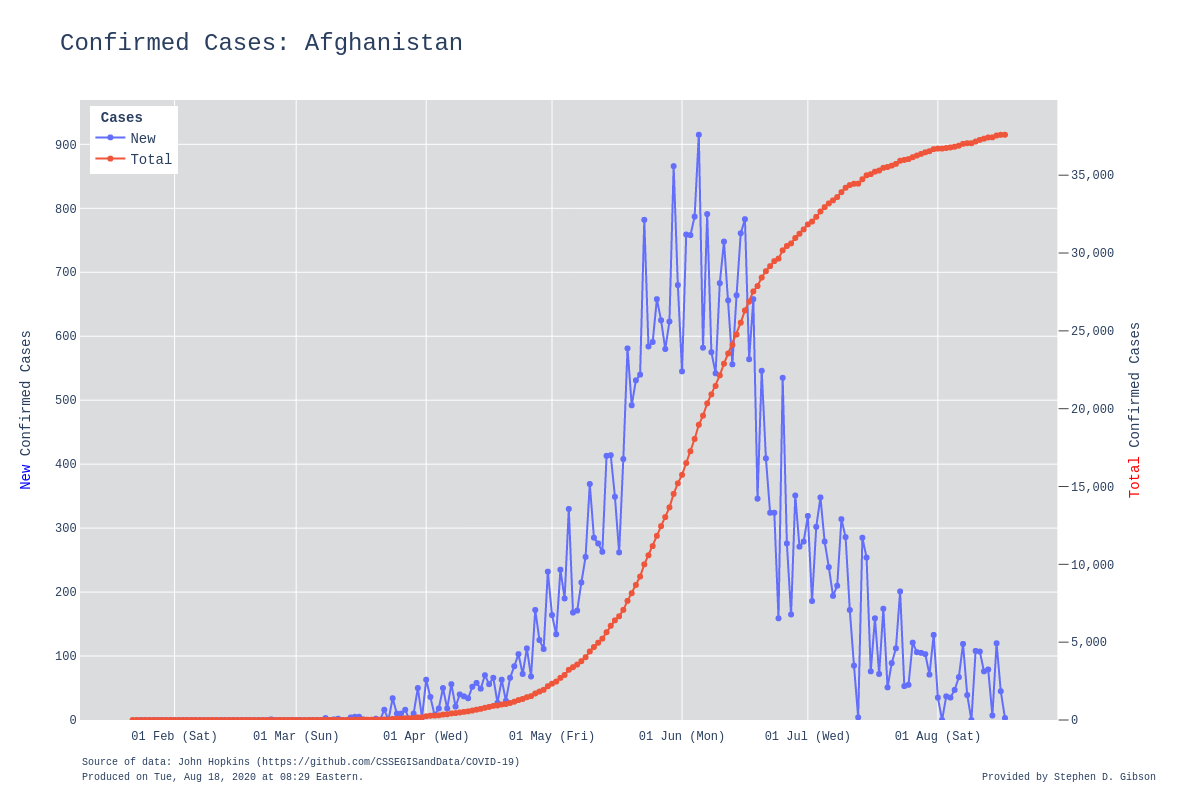 Confirmed Cases: Afghanistan
Cases
New
Total
900
800
700
600
500
400
300
200
100
0
New Confirmed Cases
35,000
30,000
25,000
20,000
15,000
10,000
5,000
0
Total Confirmed Cases
01 Feb (Sat)
01 Mar (Sun)
01 Apr (Wed)
01 May (Fri)
01 Jun (Mon)
01 Jul (Wed)
01 Aug (Sat)
Source of data: John Hopkins (https://github.com/CSSEGISandData/COVID-19)
Produced on Tue, Aug 18, 2020 at 08:29 Eastern.
Provided by Stephen D. Gibson